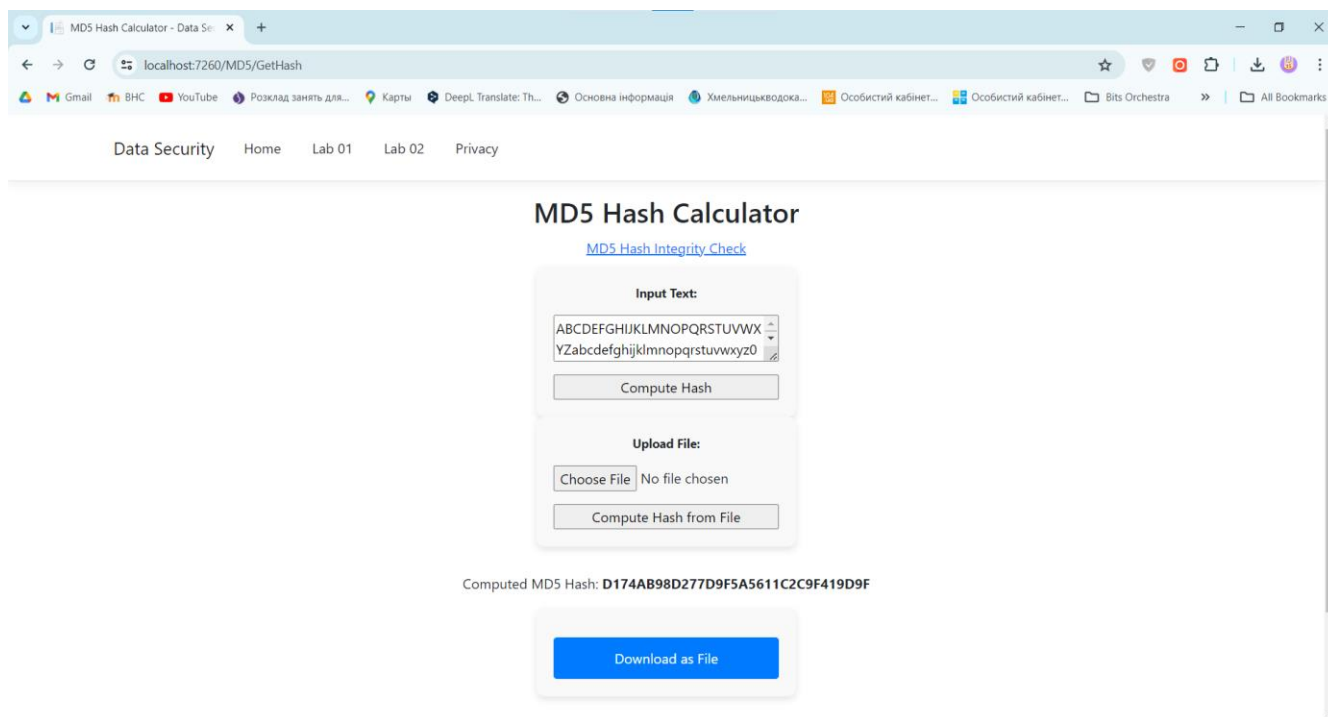 MD5 Hash Calculator - Data Se
localhost:7260/MD5/GetHash
Gmail ВНС YouTube Розклад занять для... Карты DeepL Translate: Th... Основна інформація Хмельницькводока... Особистий кабінет... Особистий кабінет... Bits Orchestra » All Bookmarks
Data Security Home Lab 01 Lab 02 Privacy
MD5 Hash Calculator
MD5 Hash Integrity Check
Input Text:
ABCDEFGHIJKLMNOPQRSTUVWX
YZabcdefghijklmnopqrstuvwxyz0
Compute Hash
Upload File:
Choose File No file chosen
Compute Hash from File
Computed MD5 Hash: D174AB98D277D9F5A5611C2C9F419D9F
Download as File